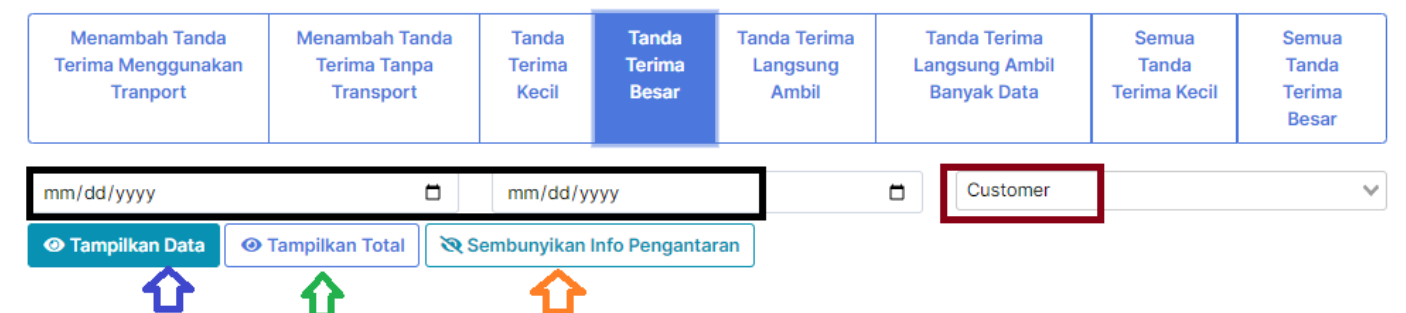 Menambah Tanda
Terima Menggunakan
Tranport
Menambah Tanda
Terima Tanpa
Transport
Tanda
Terima
Kecil
Tanda
Terima
Besar
Tanda Terima
Langsung
Ambil
Tanda Terima
Langsung Ambil
Banyak Data
Semua
Tanda
Terima Kecil
Semua
Tanda
Terima
Besar
mm/dd/yyyy
mm/dd/yyyy
Customer
Tampilkan Data
Tampilkan Total
Sembunyikan Info Pengantaran